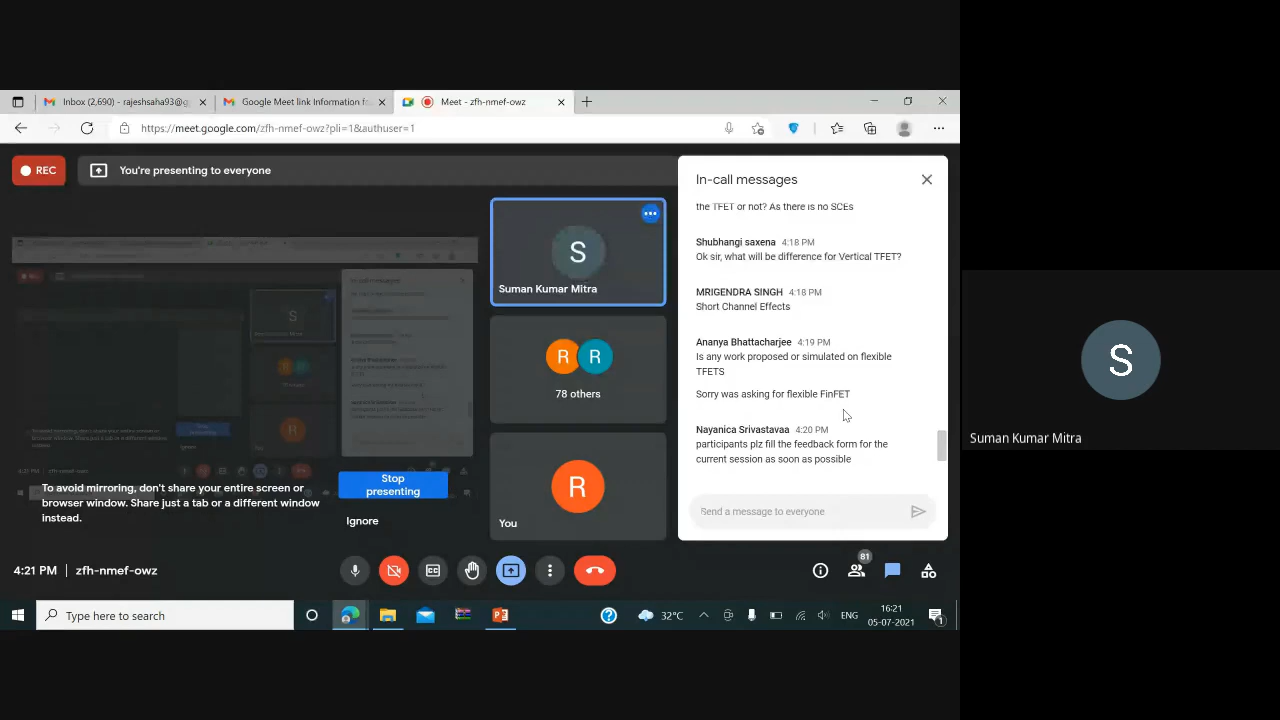 Inbox (2,690) - rajeshsaha93@g
Google Meet link Information fr
Meet - zfh-nmef-owz
https://meet.google.com/zfh-nmef-owz?pli=1&authuser=1
REC
You're presenting to everyone
In-call messages
the TFET or not? As there is no SCEs
Shubhangi saxena 4:18 PM
Ok sir, what will be difference for Vertical TFET?
MRIGENDRA SINGH 4:18 PM
Short Channel Effects
Ananya Bhattacharjee 4:19 PM
Is any work proposed or simulated on flexible
TFETS
Sorry was asking for flexible FinFET
Nayanica Srivastavaa 4:20 PM
participants plz fill the feedback form for the
current session as soon as possible
Send a message to everyone
S
Suman Kumar Mitra
R R
78 others
R
You
To avoid mirroring, don't share your entire screen or
browser window. Share just a tab or a different window
instead.
Stop
presenting
Ignore
4:21 PM | zfh-nmef-owz
81
Type here to search
32°C
ENG
16:21
05-07-2021
1
S
Suman Kumar Mitra